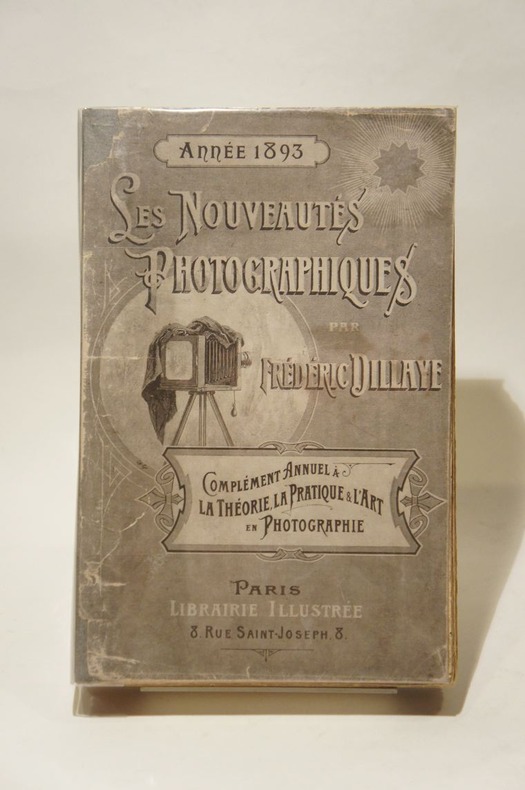 Année 1893
Les Nouveautés
Photographiques
par
Frédéric Dillaye
Complément Annuel à
la Théorie, la Pratique & l'Art
en Photographie
Paris
Librairie Illustrée
8. Rue Saint-Joseph, 8.